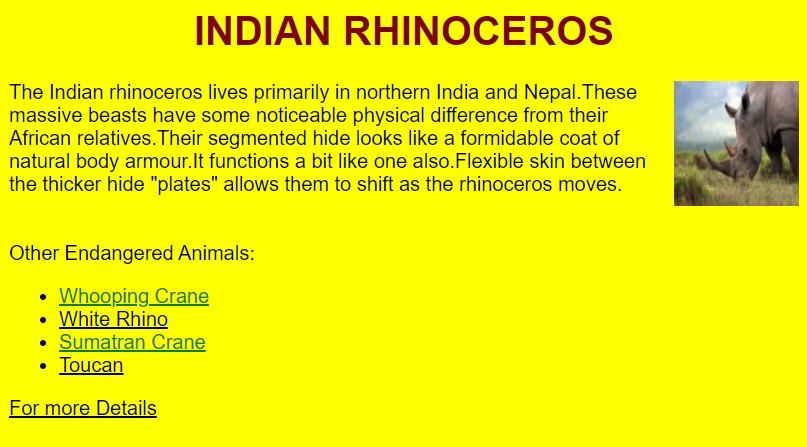 INDIAN RHINOCEROS
The Indian rhinoceros lives primarily in northern India and Nepal.These
massive beasts have some noticeable physical difference from their
African relatives.Their segmented hide looks like a formidable coat of
natural body armour.It functions a bit like one also.Flexible skin between
the thicker hide "plates" allows them to shift as the rhinoceros moves.
Other Endangered Animals:
• Whooping Crane
• White Rhino
• Sumatran Crane
• Toucan
For more Details